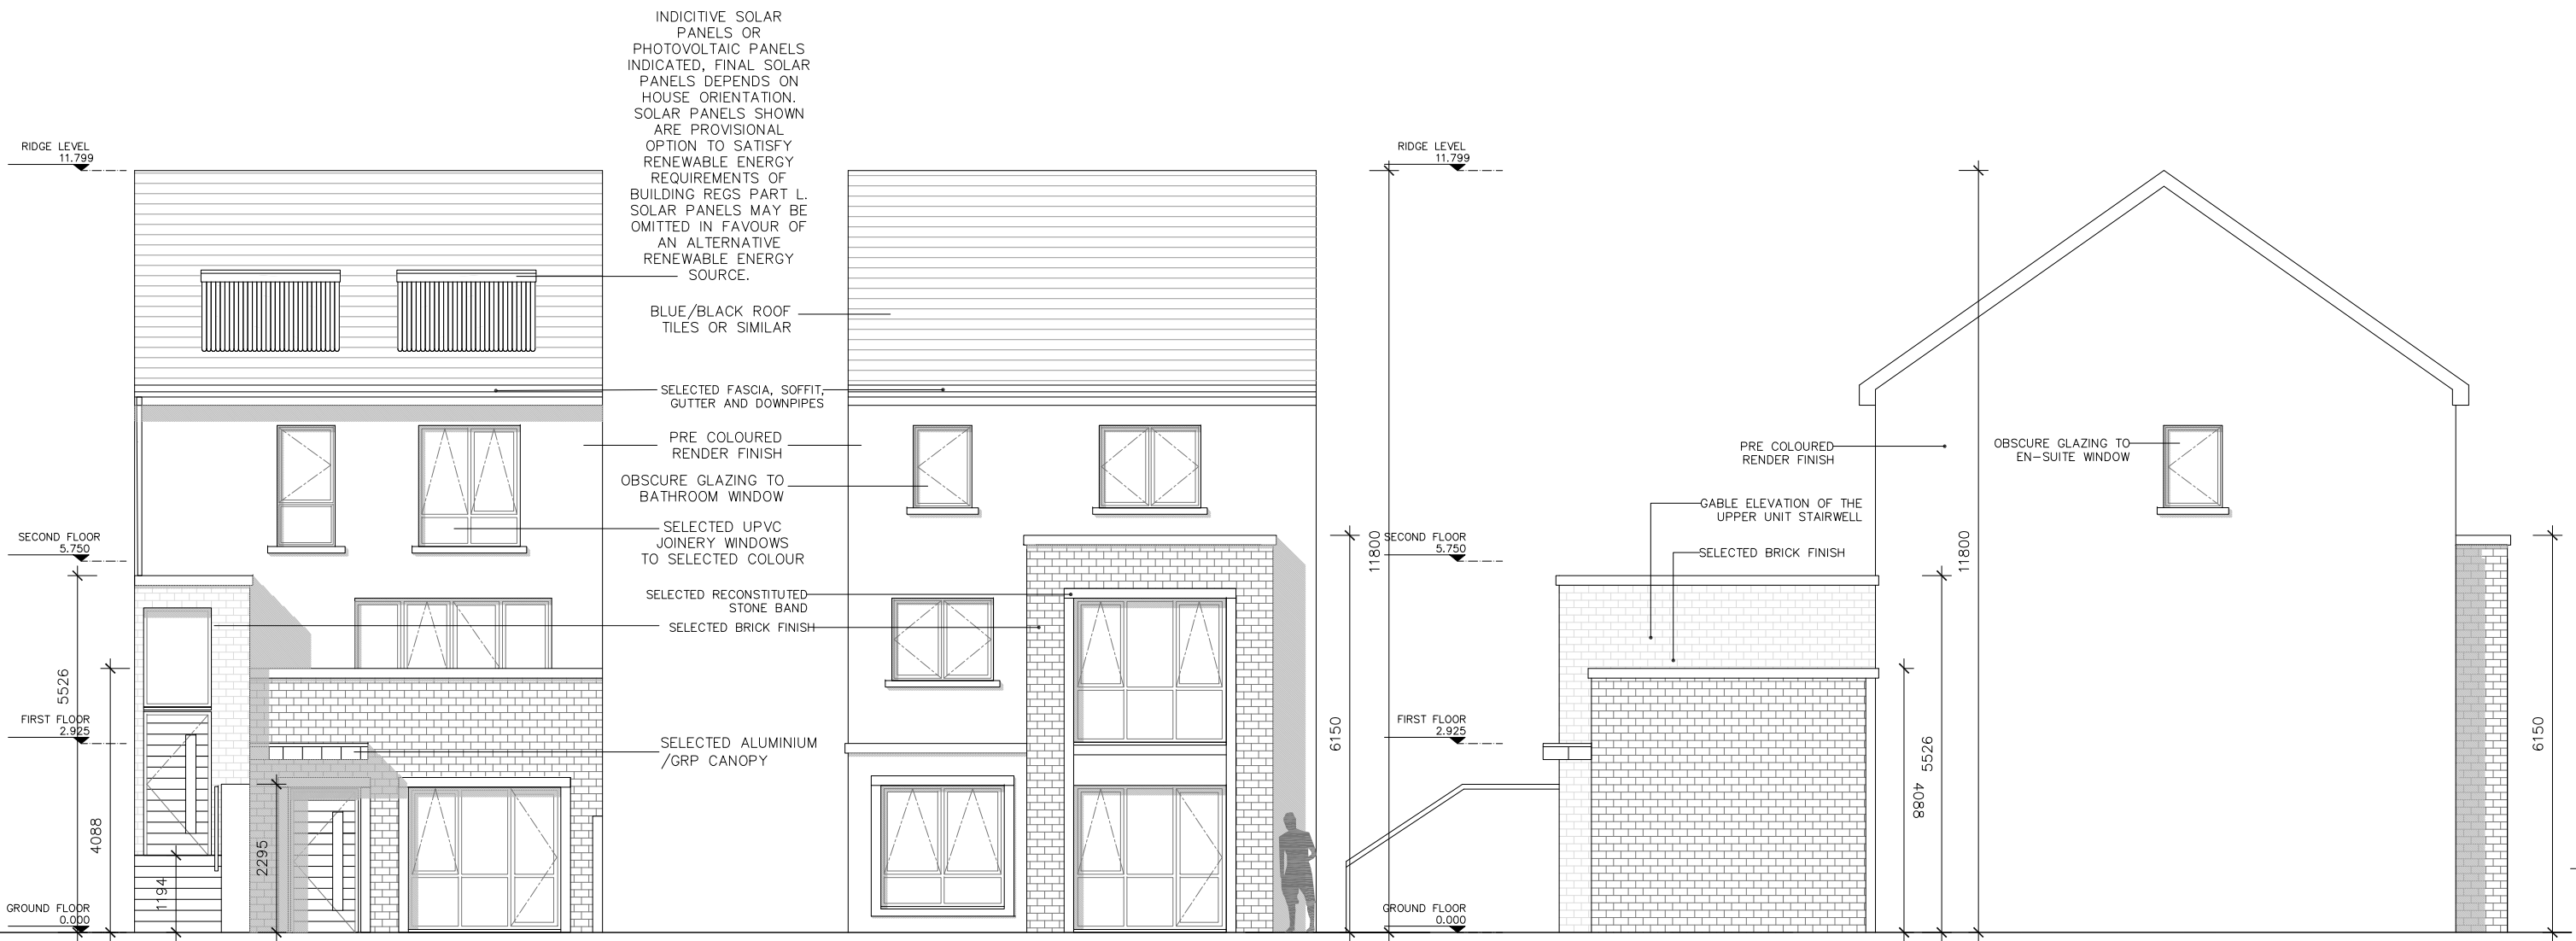 INDICITIVE SOLAR
PANELS OR
PHOTOVOLTAIC PANELS
INDICATED, FINAL SOLAR
PANELS DEPENDS ON
HOUSE ORIENTATION.
SOLAR PANELS SHOWN
ARE PROVISIONAL
OPTION TO SATISFY
RENEWABLE ENERGY
REQUIREMENTS OF
BUILDING REGS PART L.
SOLAR PANELS MAY BE
OMITTED IN FAVOUR OF
AN ALTERNATIVE
RENEWABLE ENERGY
SOURCE.
BLUE/BLACK ROOF
TILES OR SIMILAR
SELECTED FASCIA, SOFFIT,
GUTTER AND DOWNPIPES
PRE COLOURED
RENDER FINISH
OBSCURE GLAZING TO
BATHROOM WINDOW
SELECTED UPVC
JOINERY WINDOWS
TO SELECTED COLOUR
SELECTED RECONSTITUTED
STONE BAND
SELECTED BRICK FINISH
SELECTED ALUMINIUM
/GRP CANOPY
RIDGE LEVEL
11.799
SECOND FLOOR
5.750
FIRST FLOOR
2.925
GROUND FLOOR
0.000
5526
4088
1194
2295
6150
11800
RIDGE LEVEL
11.799
SECOND FLOOR
5.750
FIRST FLOOR
2.925
GROUND FLOOR
0.000
PRE COLOURED
RENDER FINISH
GABLE ELEVATION OF THE
UPPER UNIT STAIRWELL
SELECTED BRICK FINISH
OBSCURE GLAZING TO
EN-SUITE WINDOW
4088
5526
11800
6150